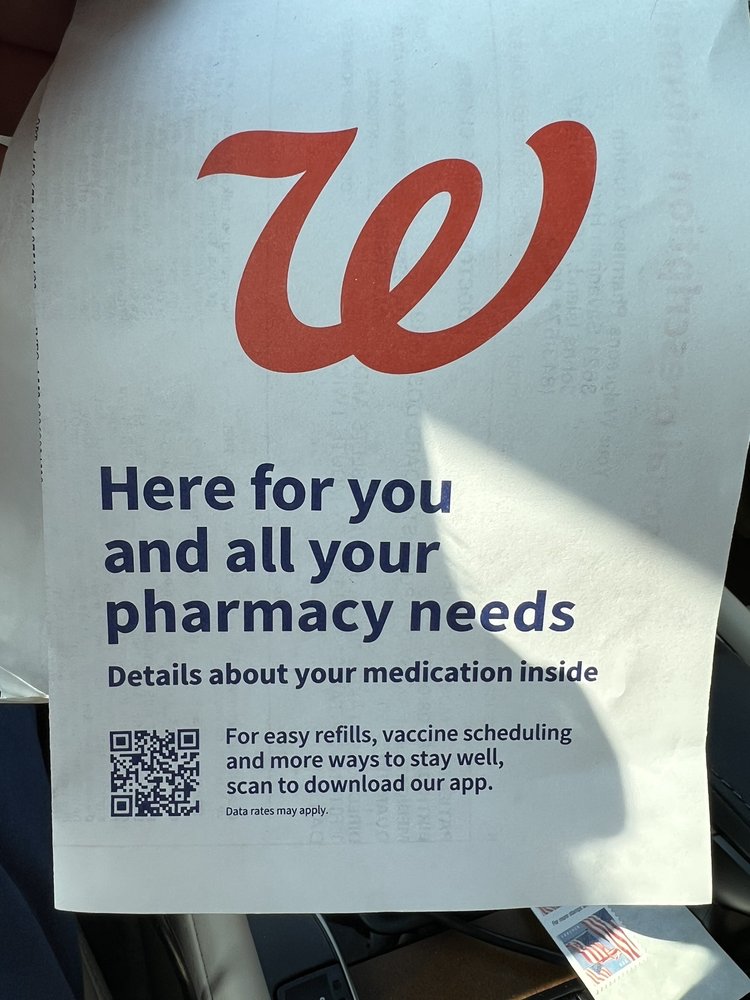 Here for you
and all your
pharmacy needs
Details about your medication inside
For easy refills, vaccine scheduling
and more ways to stay well,
scan to download our app.
Data rates may apply.
FOREVER